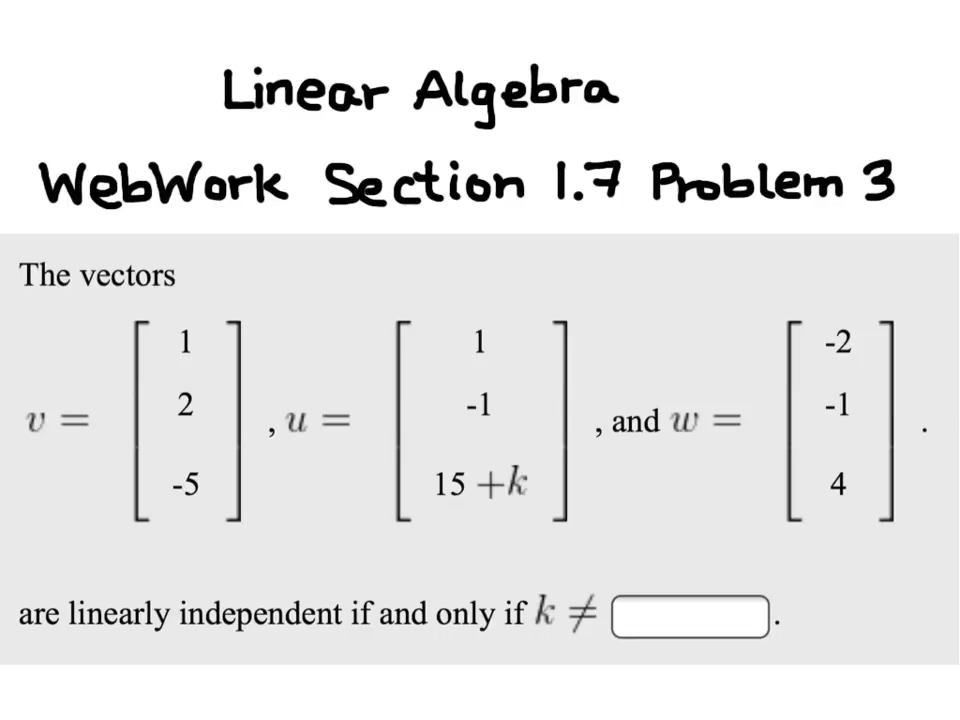 Linear Algebra
WebWork Section 1.7 Problem 3
The vectors
1 1 -2
2 -1 -1
v = , u = , and w = .
-5 15 +k 4
are linearly independent if and only if k ≠ .